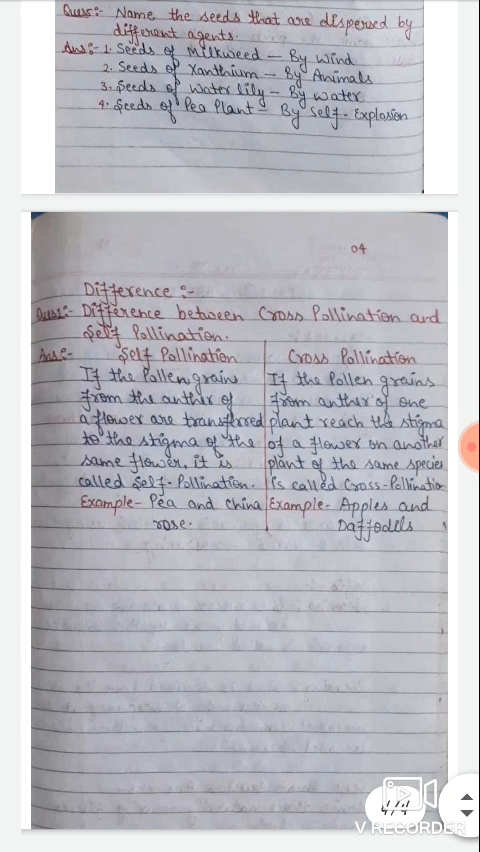 Ques:- Name the seeds that are dispersed by
different agents.
Ans:- 1. Seeds of Milkweed - By Wind
2. Seeds of Xanthium - By Animals
3. Seeds of Water lily - By Water
4. Seeds of Pea Plant - By Self-Explosion
04
Difference :-
Ques1:- Difference between Cross Pollination and
Self Pollination.
Ans:- Self Pollination
If the Pollen grains
from the anther of
a flower are transferred
to the stigma of the
same flower, it is
called Self-Pollination.
Example- Pea and China
rose.
Cross Pollination
If the Pollen grains
from anther of one
plant reach the stigma
of a flower on another
plant of the same species
is called Cross-Pollination
Example- Apples and
Daffodils
4/4
V RECORDER